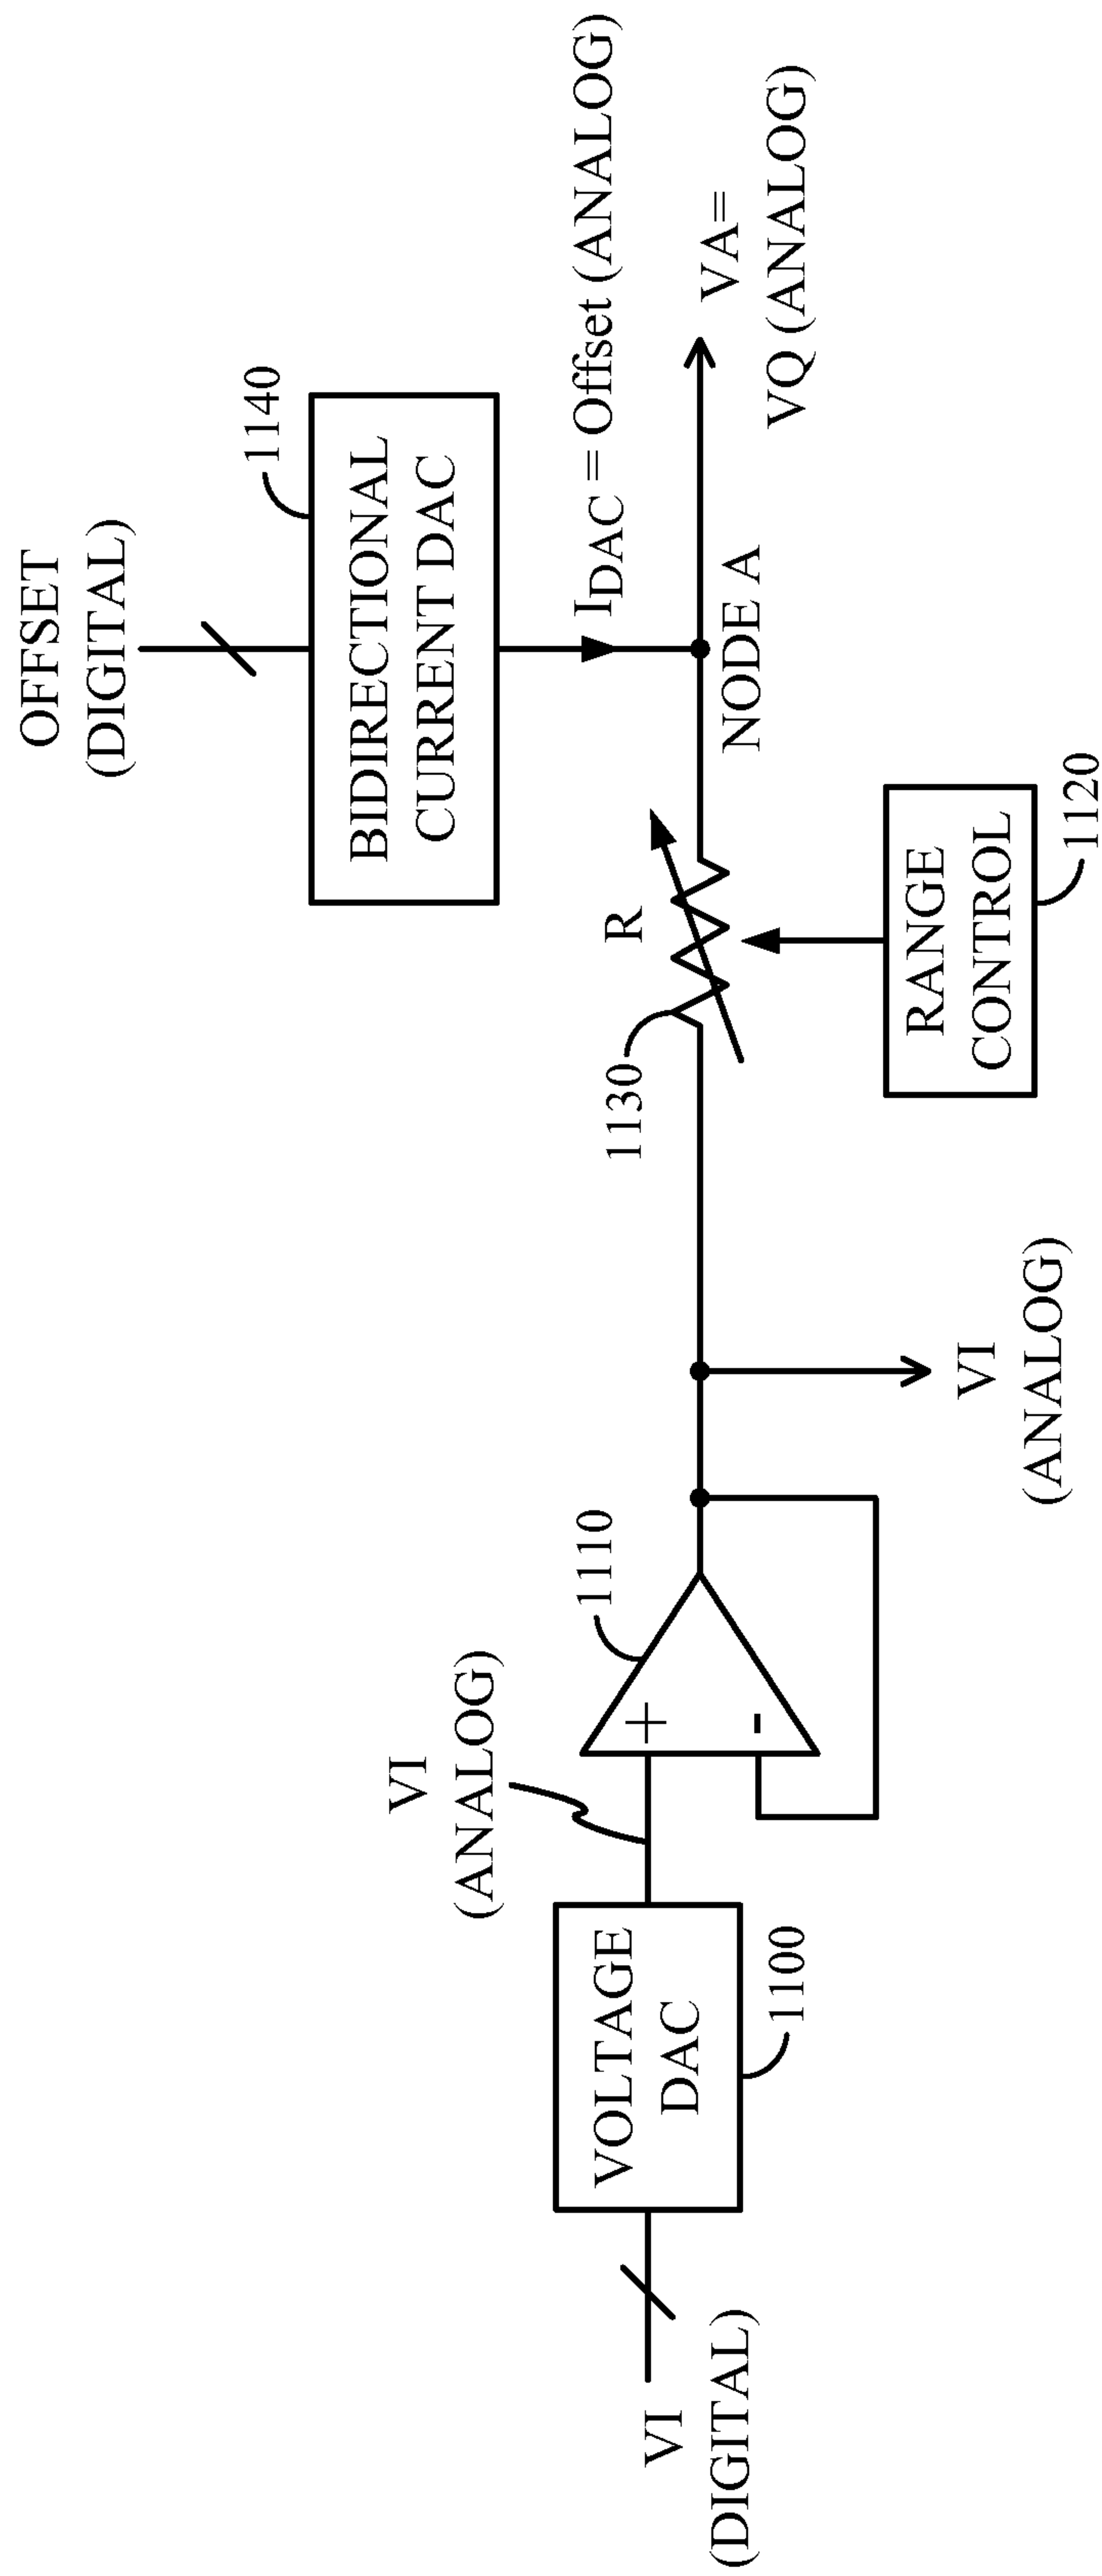 OFFSET
(DIGITAL)
1140
BIDIRECTIONAL
CURRENT DAC
I_DAC = Offset (ANALOG)
VA=
VQ (ANALOG)
NODE A
R
1130
RANGE
CONTROL
1120
VI
(ANALOG)
1110
+
-
VI
(ANALOG)
VOLTAGE
DAC
1100
VI
(DIGITAL)